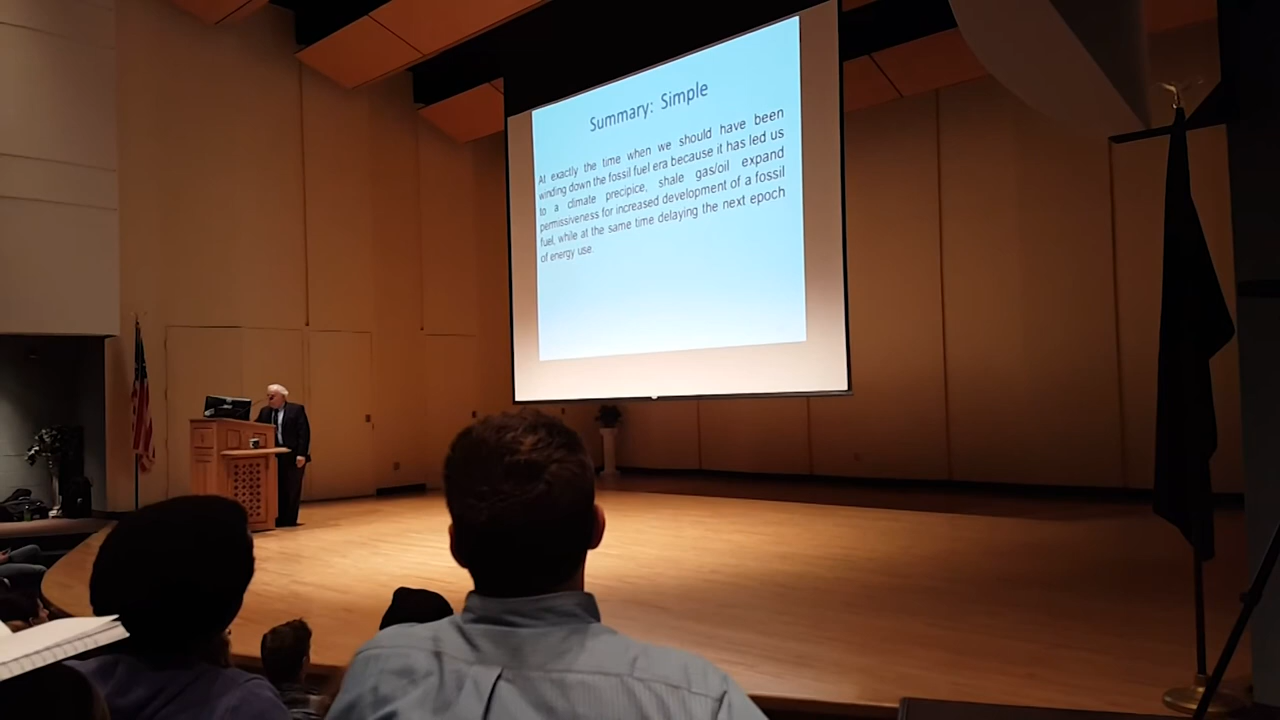 Summary: Simple
At exactly the time when we should have been
winding down the fossil fuel era because it has led us
to a climate precipice, shale gas/oil expand
permissiveness for increased development of a fossil
fuel, while at the same time delaying the next epoch
of energy use.